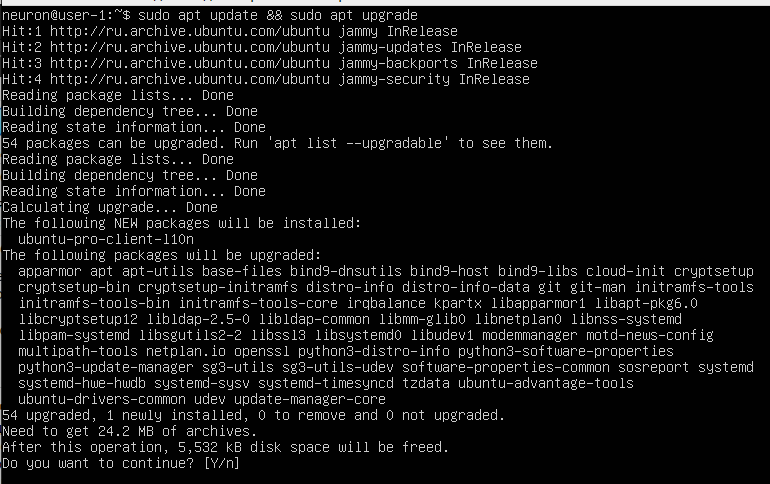 neuron@user-1:~$ sudo apt update && sudo apt upgrade
Hit:1 http://ru.archive.ubuntu.com/ubuntu jammy InRelease
Hit:2 http://ru.archive.ubuntu.com/ubuntu jammy-updates InRelease
Hit:3 http://ru.archive.ubuntu.com/ubuntu jammy-backports InRelease
Hit:4 http://ru.archive.ubuntu.com/ubuntu jammy-security InRelease
Reading package lists... Done
Building dependency tree... Done
Reading state information... Done
54 packages can be upgraded. Run 'apt list --upgradable' to see them.
Reading package lists... Done
Building dependency tree... Done
Reading state information... Done
Calculating upgrade... Done
The following NEW packages will be installed:
  ubuntu-pro-client-l10n
The following packages will be upgraded:
  apparmor apt apt-utils base-files bind9-dnsutils bind9-host bind9-libs cloud-init cryptsetup
  cryptsetup-bin cryptsetup-initramfs distro-info distro-info-data git git-man initramfs-tools
  initramfs-tools-bin initramfs-tools-core irqbalance kpartx libapparmor1 libapt-pkg6.0
  libcryptsetup12 libldap-2.5-0 libldap-common libmm-glib0 libnetplan0 libnss-systemd
  libpam-systemd libsgutils2-2 libssl3 libsystemd0 libudev1 modemmanager motd-news-config
  multipath-tools netplan.io openssl python3-distro-info python3-software-properties
  python3-update-manager sg3-utils sg3-utils-udev software-properties-common sosreport systemd
  systemd-hwe-hwdb systemd-sysv systemd-timesyncd tzdata ubuntu-advantage-tools
  ubuntu-drivers-common udev update-manager-core
54 upgraded, 1 newly installed, 0 to remove and 0 not upgraded.
Need to get 24.2 MB of archives.
After this operation, 5,532 kB disk space will be freed.
Do you want to continue? [Y/n]